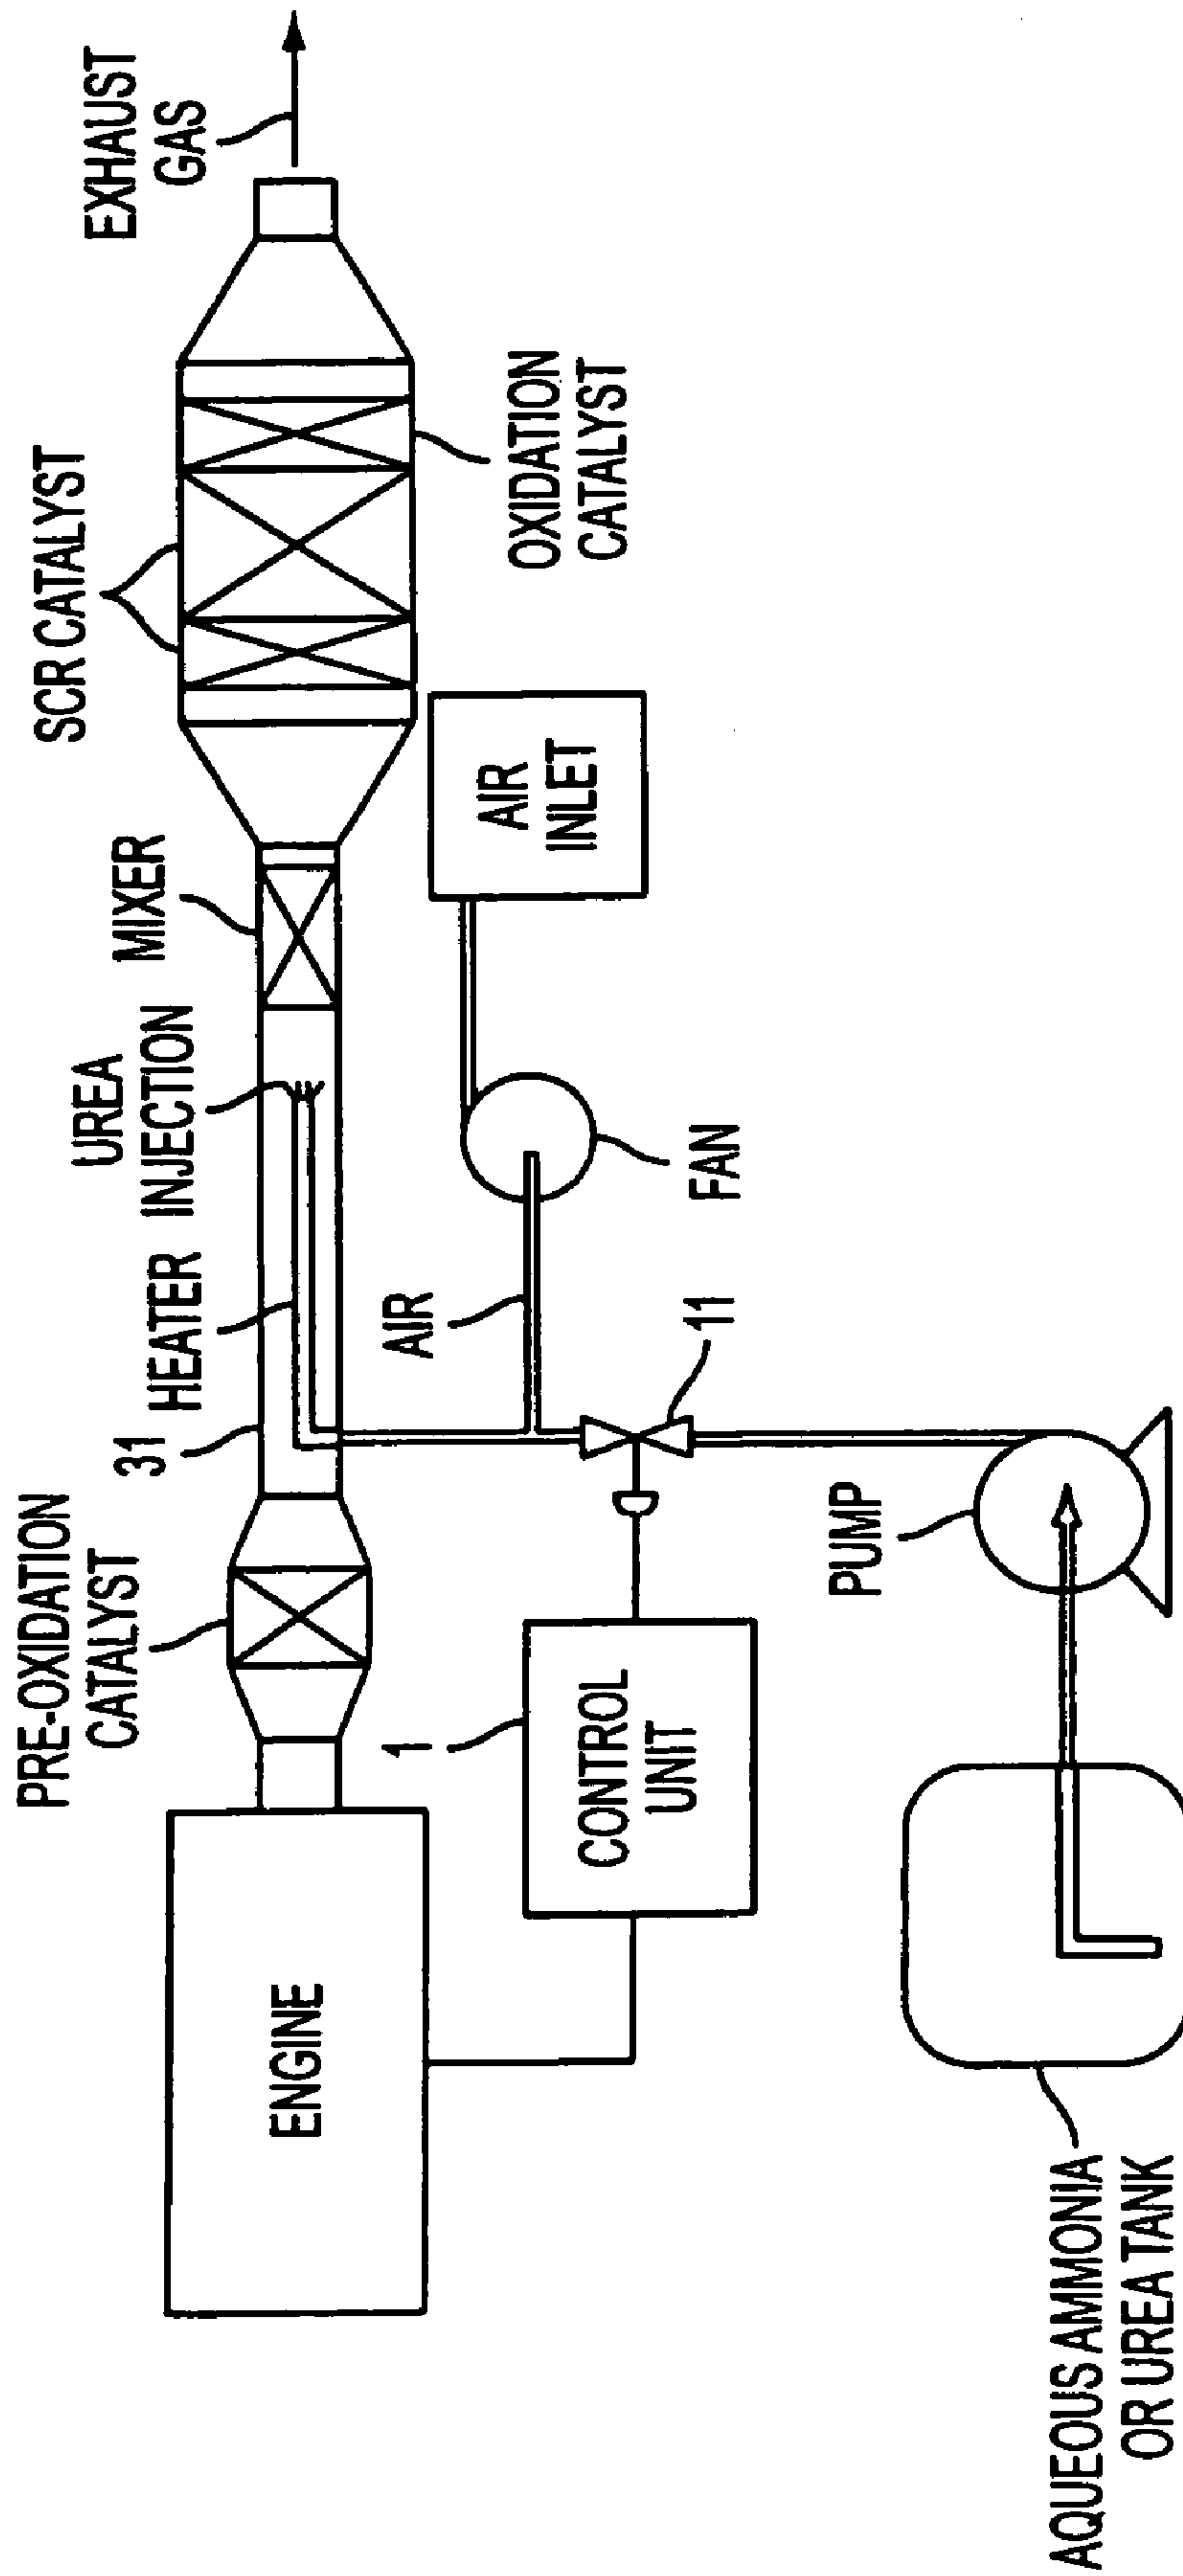 EXHAUST
GAS
SCR CATALYST
OXIDATION
CATALYST
MIXER
AIR
INLET
UREA
INJECTION
FAN
HEATER
AIR
11
31
PRE-OXIDATION
CATALYST
PUMP
1
CONTROL
UNIT
ENGINE
AQUEOUS AMMONIA
OR UREA TANK